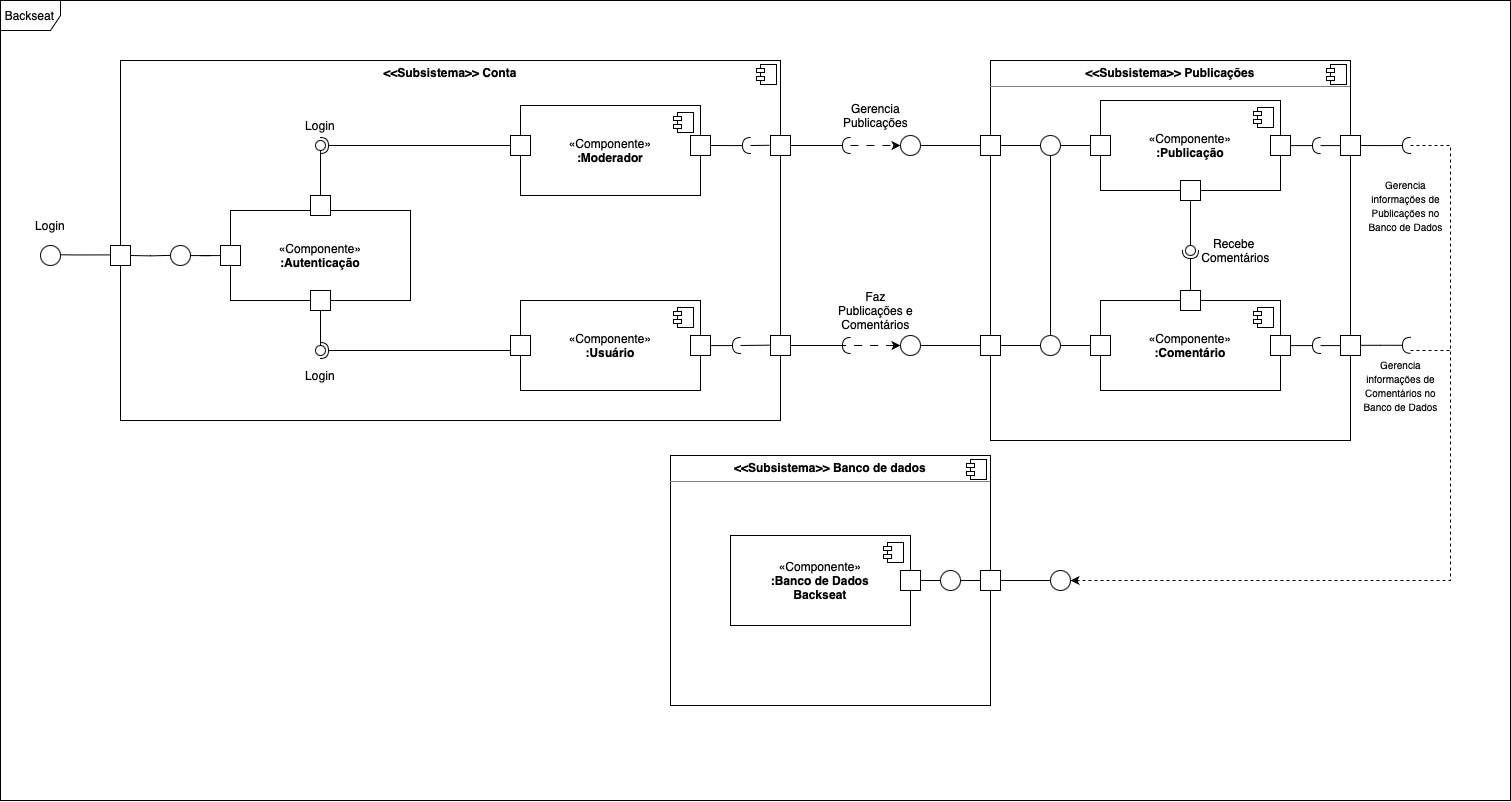 Backseat
<<Subsistema>> Conta
Login
Login
«Componente»
:Autenticação
Login
«Componente»
:Moderador
«Componente»
:Usuário
Gerencia
Publicações
Faz
Publicações e
Comentários
<<Subsistema>> Publicações
«Componente»
:Publicação
Recebe
Comentários
«Componente»
:Comentário
Gerencia
informações de
Publicações no
Banco de Dados
Gerencia
informações de
Comentários no
Banco de Dados
<<Subsistema>> Banco de dados
«Componente»
:Banco de Dados
Backseat